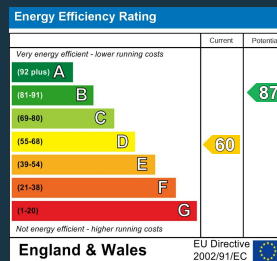 Energy Efficiency Rating
Current Potential
Very energy efficient - lower running costs
(92 plus) A
(81-91) B
87
(69-80) C
(55-68) D
60
(39-54) E
(21-38) F
(1-20) G
Not energy efficient - higher running costs
England & Wales
EU Directive
2002/91/EC